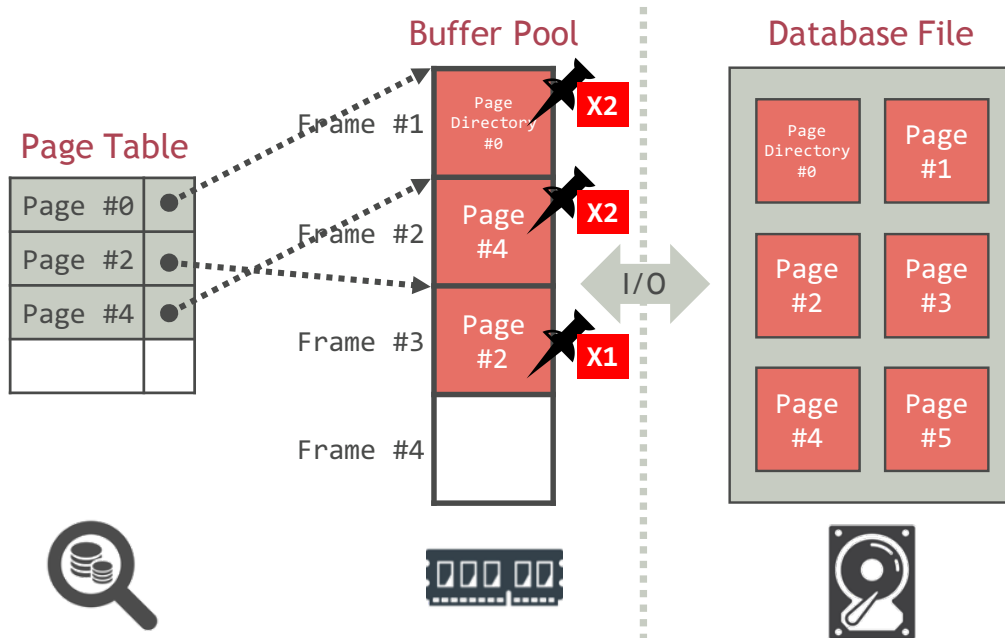 Page Table
Page #0
Page #2
Page #4
Buffer Pool
Frame #1
Page
Directory
#0
X2
Frame #2
Page
#4
X2
Frame #3
Page
#2
X1
Frame #4
I/O
Database File
Page
Directory
#0
Page
#1
Page
#2
Page
#3
Page
#4
Page
#5